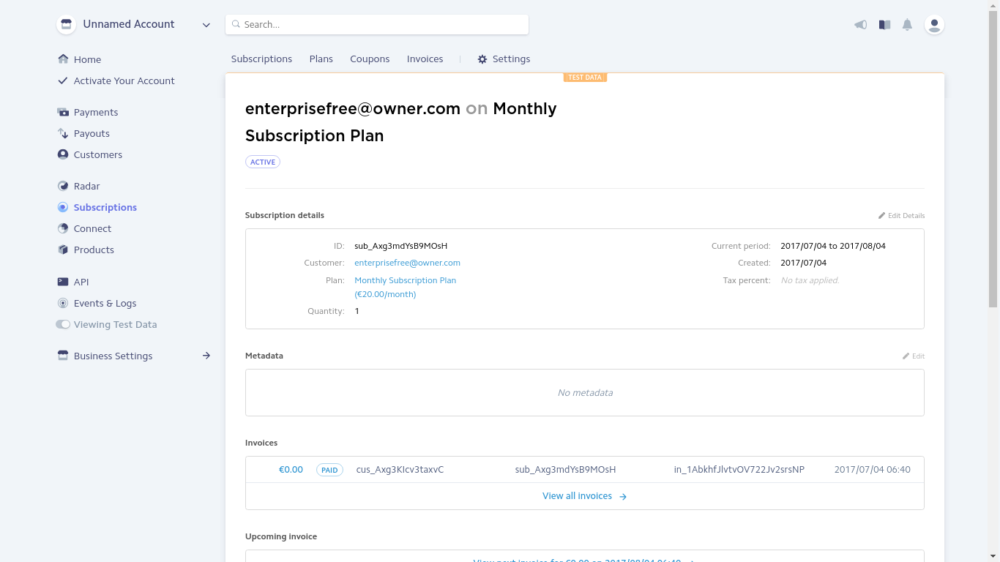 Unnamed Account
Search...
Home
Activate Your Account
Payments
Payouts
Customers
Radar
Subscriptions
Connect
Products
API
Events & Logs
Viewing Test Data
Business Settings
Subscriptions Plans Coupons Invoices Settings
TEST DATA
enterprisefree@owner.com on Monthly
Subscription Plan
ACTIVE
Subscription details Edit Details
ID: sub_Axg3mdYsB9MOsH Current period: 2017/07/04 to 2017/08/04
Customer: enterprisefree@owner.com Created: 2017/07/04
Plan: Monthly Subscription Plan Tax percent: No tax applied.
(€20.00/month)
Quantity: 1
Metadata Edit
No metadata
Invoices
€0.00 PAID cus_Axg3KIcv3taxvC sub_Axg3mdYsB9MOsH in_1AbkhfJlvtvOV722Jv2srsNP 2017/07/04 06:40
View all invoices
Upcoming invoice
View next invoice for